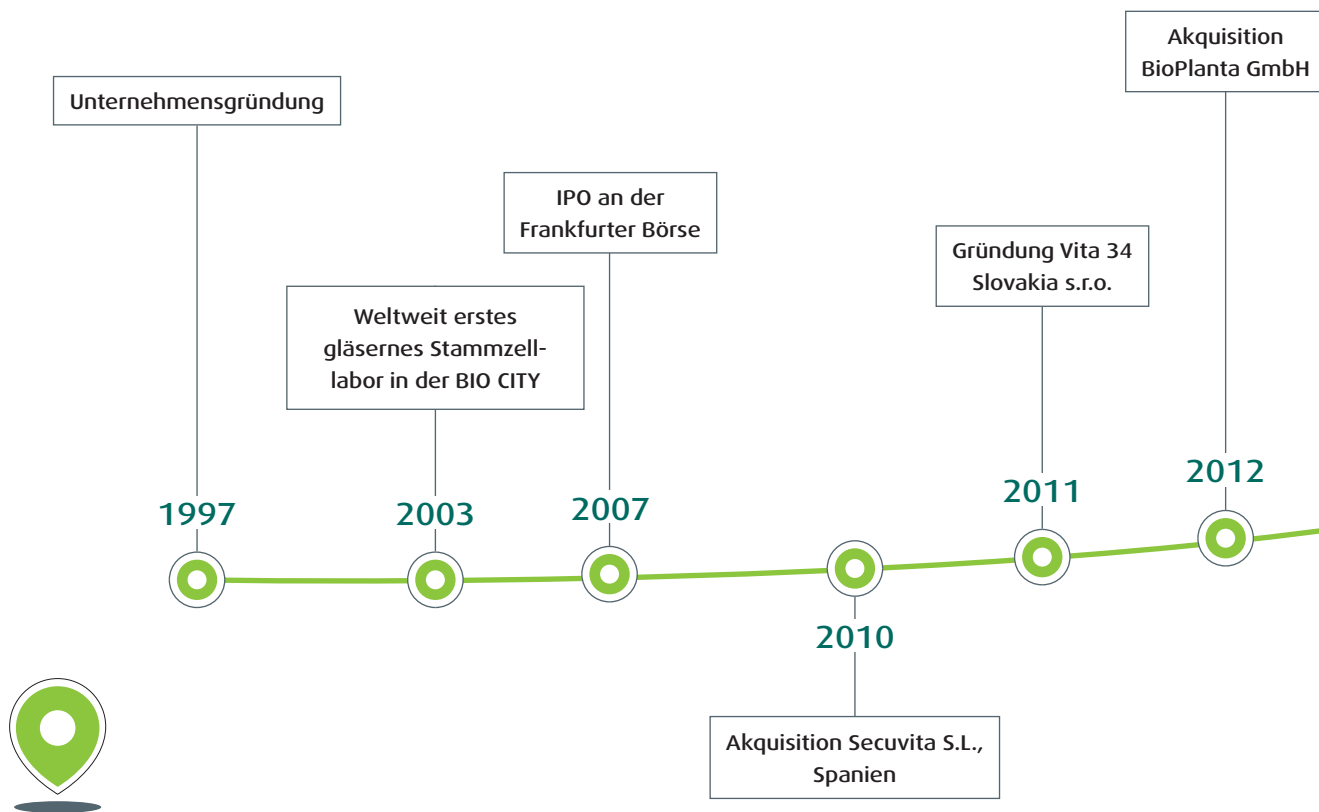 Unternehmensgründung
1997
Weltweit erstes
gläsernes Stammzell-
labor in der BIO CITY
2003
IPO an der
Frankfurter Börse
2007
2010
Akquisition Secuvita S.L.,
Spanien
Gründung Vita 34
Slovakia s.r.o.
2011
Akquisition
BioPlanta GmbH
2012